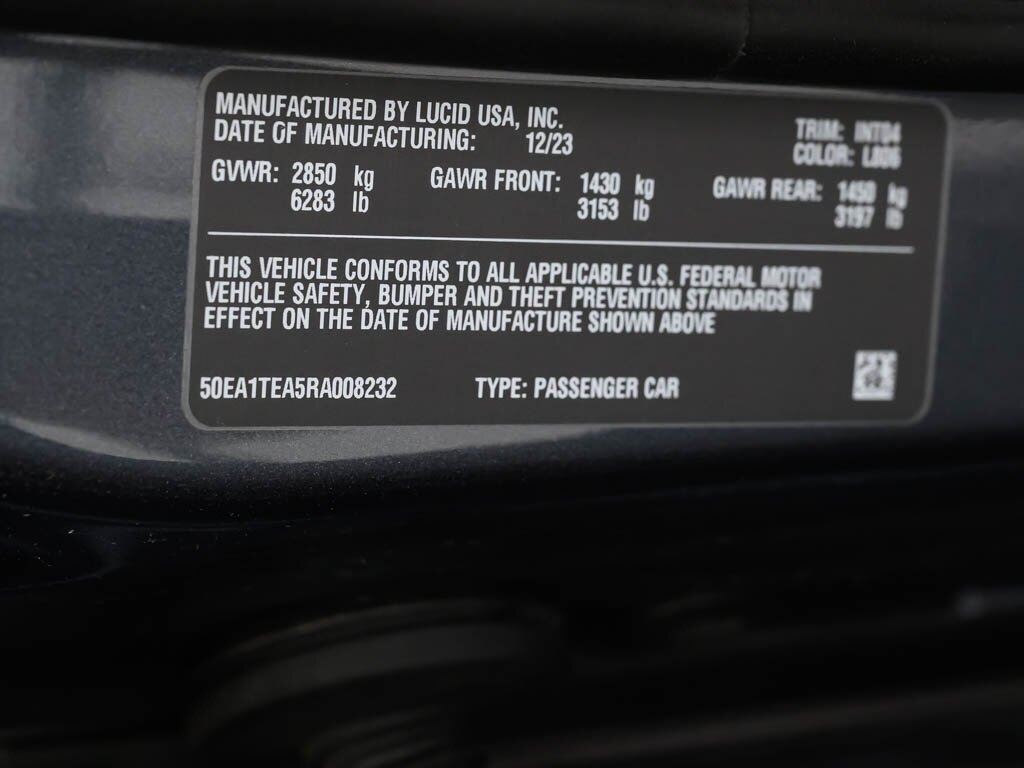 MANUFACTURED BY LUCID USA, INC.
DATE OF MANUFACTURING: 12/23
TRIM: INT04
COLOR:
GVWR: 2850 kg GAWR FRONT: 1430 kg GAWR REAR: 1450 kg
6283 lb 3153 lb 3197 lb
THIS VEHICLE CONFORMS TO ALL APPLICABLE U.S. FEDERAL MOTOR
VEHICLE SAFETY, BUMPER AND THEFT PREVENTION STANDARDS IN
EFFECT ON THE DATE OF MANUFACTURE SHOWN ABOVE
50EA1TEA5RA008232 TYPE: PASSENGER CAR